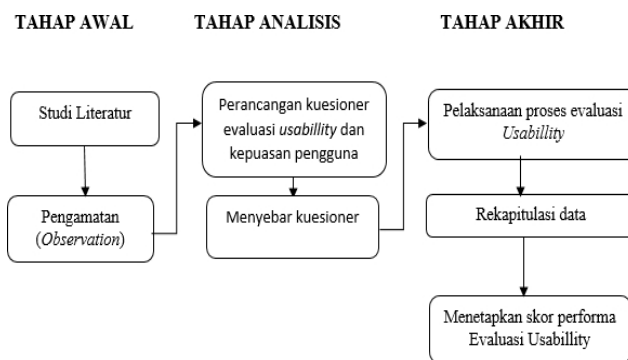 TAHAP AWAL
TAHAP ANALISIS
TAHAP AKHIR
Studi Literatur
Pengamatan
(Observation)
Perancangan kuesioner
evaluasi usabillity dan
kepuasan pengguna
Menyebar kuesioner
Pelaksanaan proses evaluasi
Usabillity
Rekapitulasi data
Menetapkan skor performa
Evaluasi Usabillity